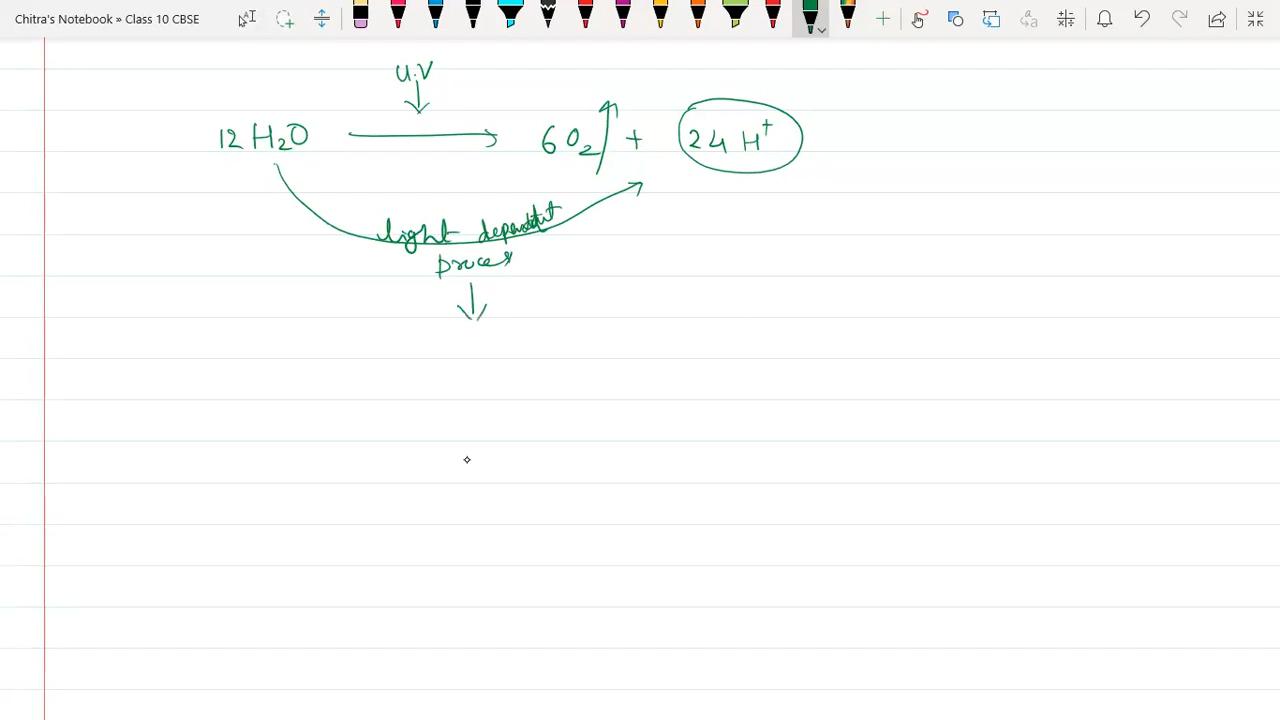 Chitra's Notebook » Class 10 CBSE
U.V
12 H₂O → 6 O₂ ↑ + 24 H⁺
light dependent
process